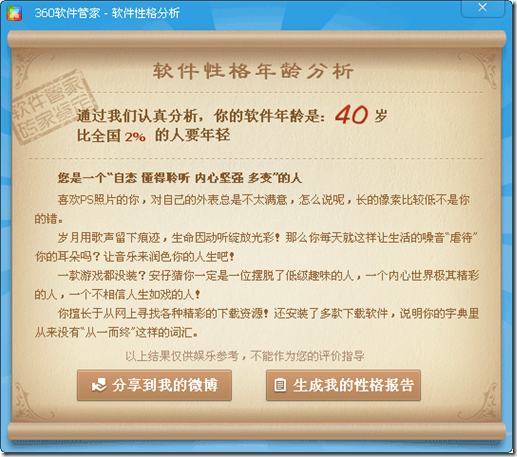 360软件管家 - 软件性格分析
软件性格年龄分析
软件管家
专家鉴定
通过我们认真分析，你的软件年龄是：40 岁
比全国 2% 的人要年轻
您是一个“自恋 懂得聆听 内心坚强 多变”的人
喜欢PS照片的你，对自己的外表总是不太满意，怎么说呢，长的像素比较低不是你
的错。
岁月用歌声留下痕迹，生命因动听绽放光彩！那么你每天就这样让生活的噪音“虐待”
你的耳朵吗？让音乐来润色你的人生吧！
一款游戏都没装？安仔猜你一定是一位摆脱了低级趣味的人，一个内心世界极其精彩
的人，一个不相信人生如戏的人！
你擅长于从网上寻找各种精彩的下载资源！还安装了多款下载软件，说明你的字典里
从来没有“从一而终”这样的词汇。
以上结果仅供娱乐参考，不能作为您的评价指导
分享到我的微博
生成我的性格报告